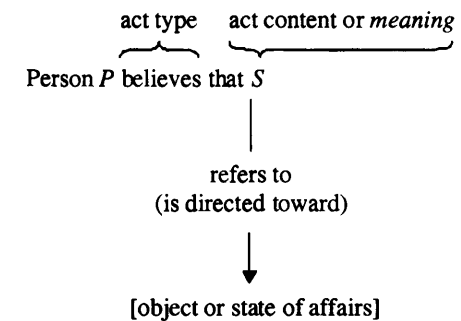 act type act content or meaning
Person P believes that S
refers to
(is directed toward)
[object or state of affairs]